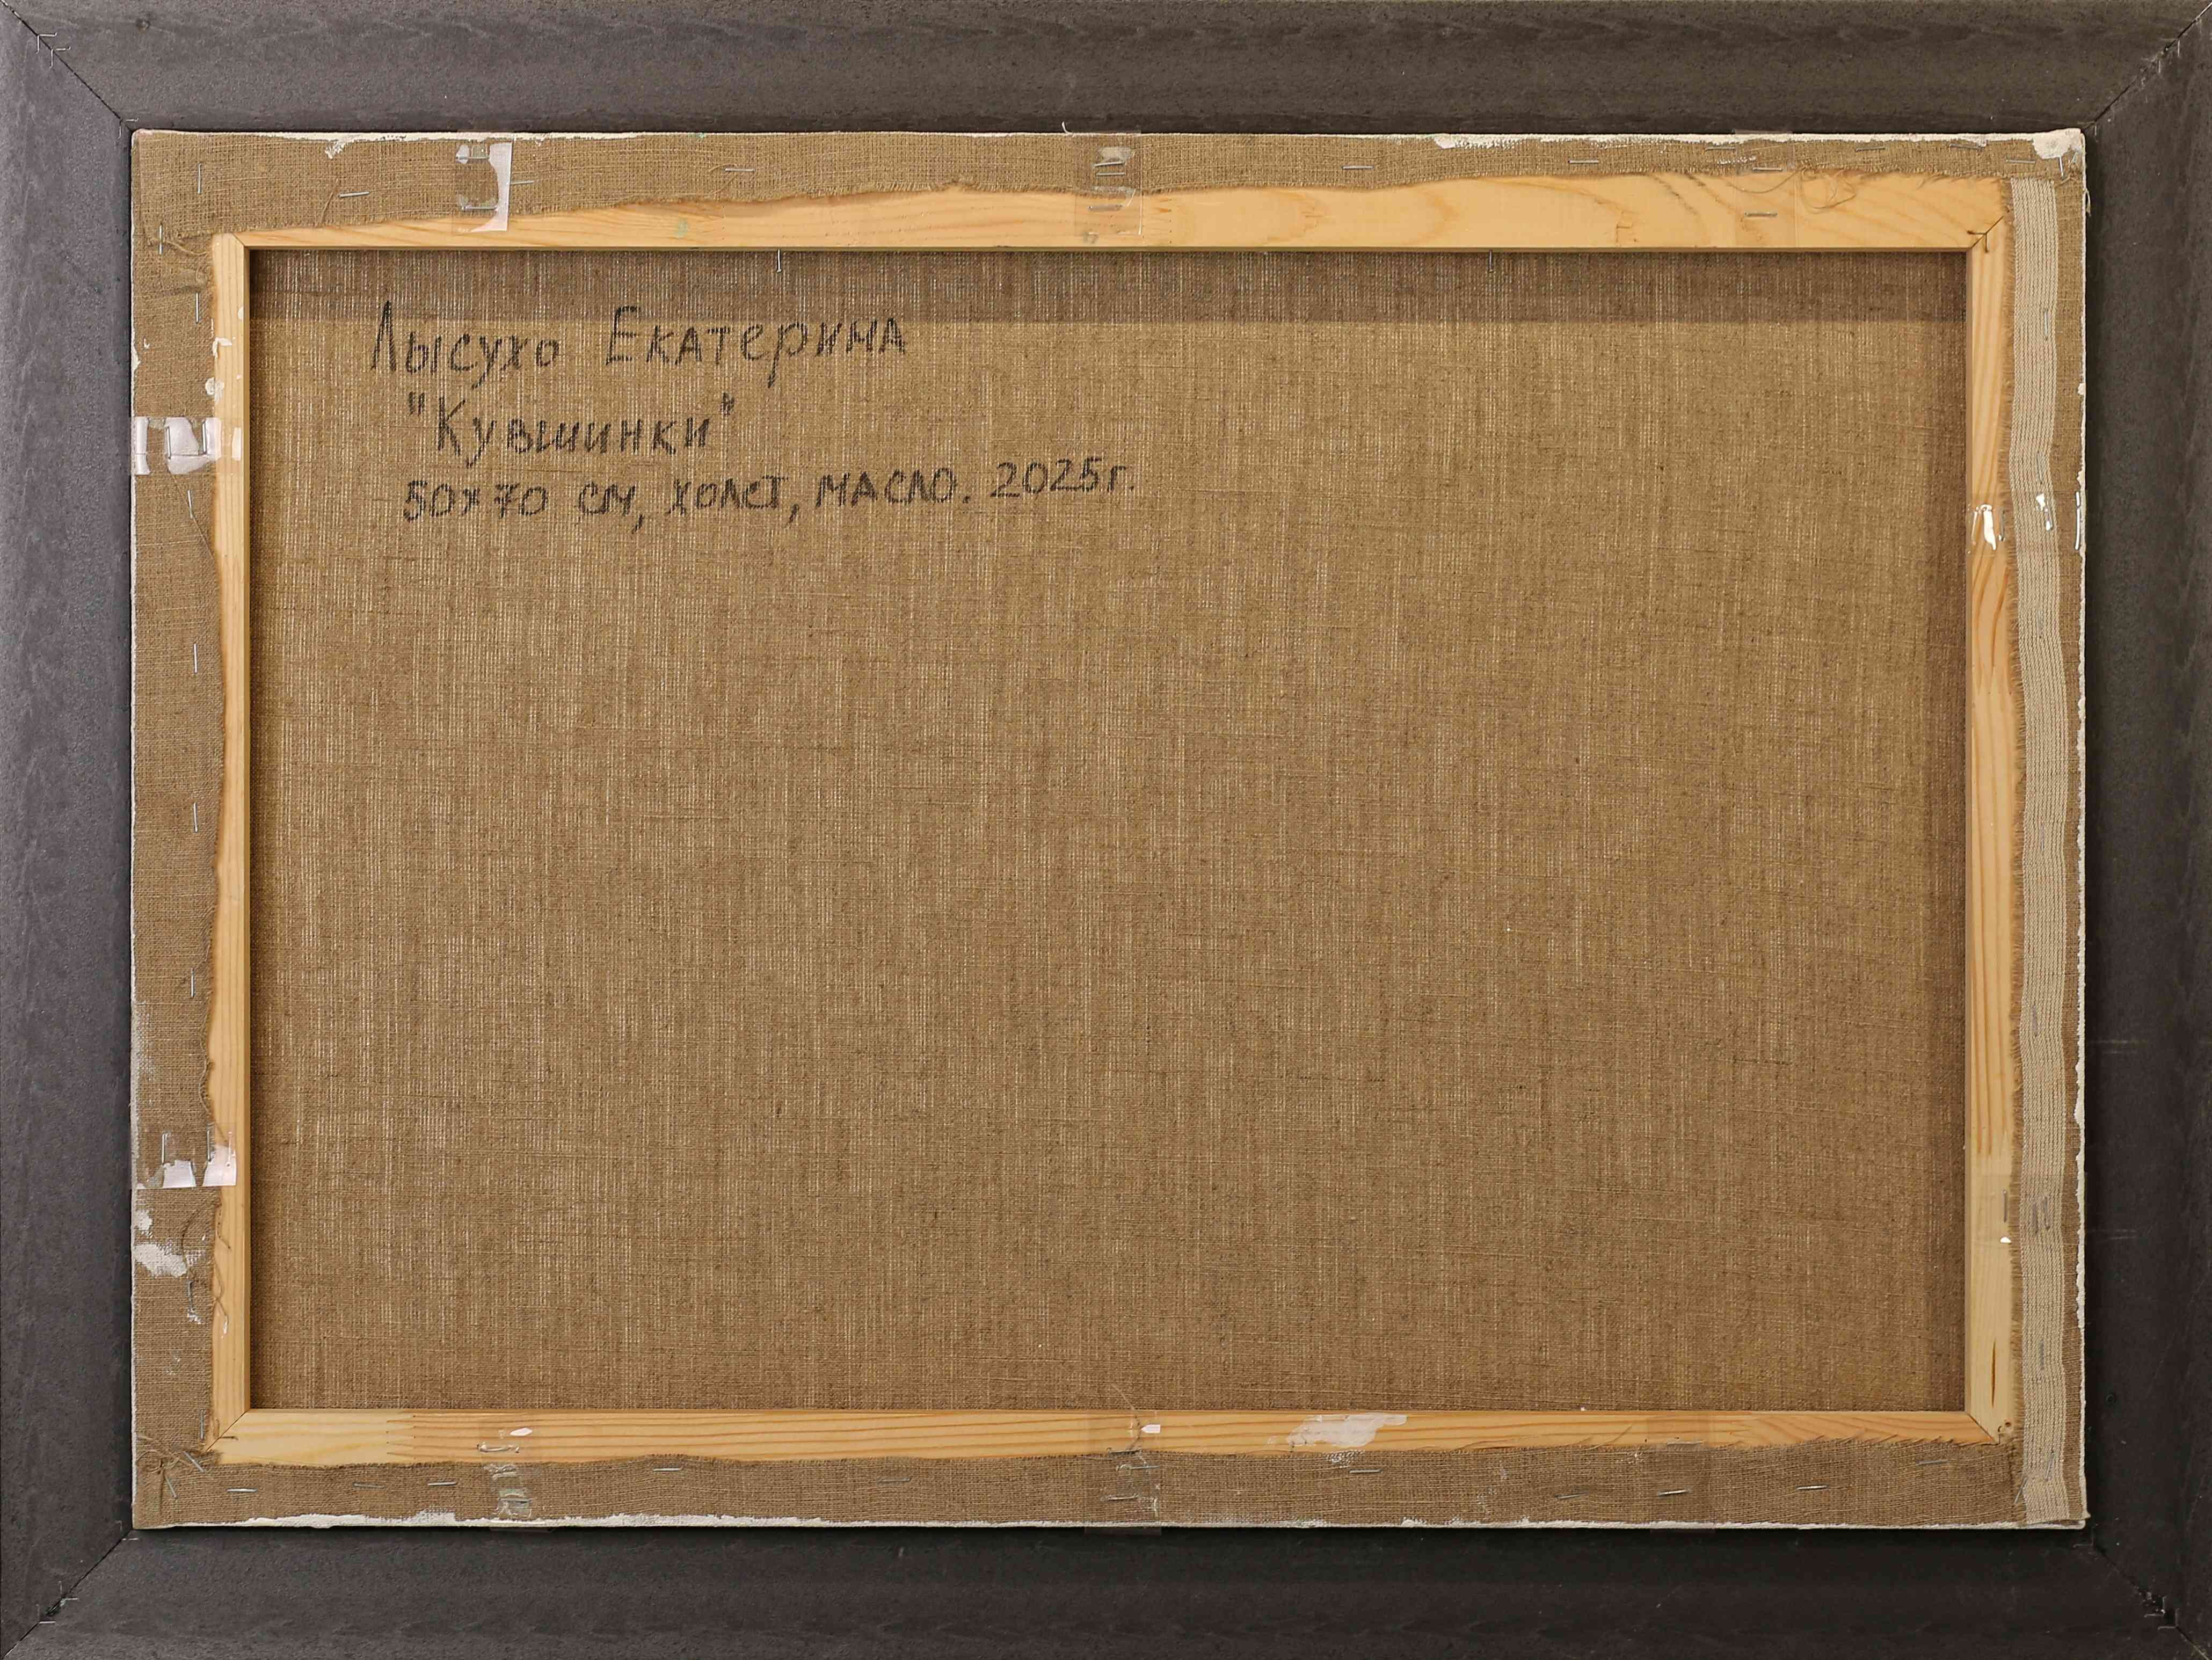 Лысухо Екатерина
"Кувшинки"
50х70 см, холст, масло. 2025г.